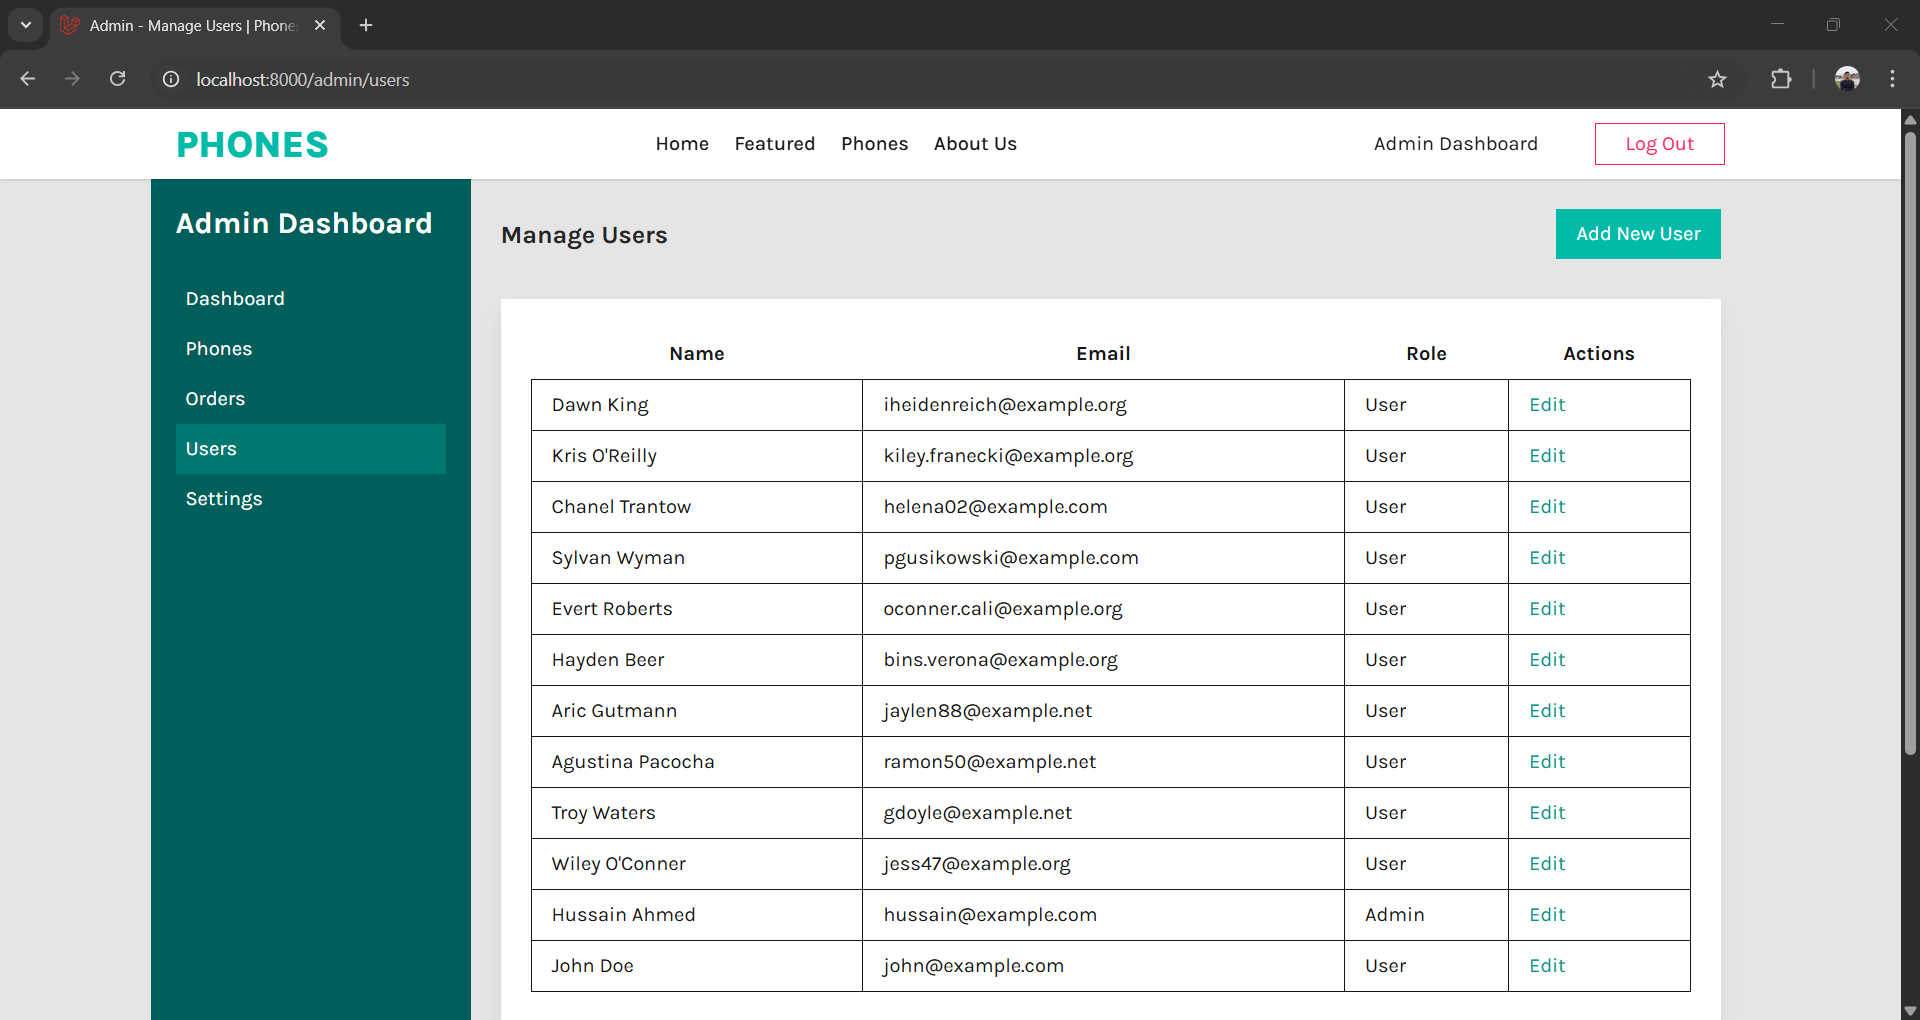 Admin - Manage Users | Phone
localhost:8000/admin/users
PHONES
Home Featured Phones About Us
Admin Dashboard
Log Out
Admin Dashboard
Dashboard
Phones
Orders
Users
Settings
Manage Users
Add New User
Name Email Role Actions
Dawn King iheidenreich@example.org User Edit
Kris O'Reilly kiley.franecki@example.org User Edit
Chanel Trantow helena02@example.com User Edit
Sylvan Wyman pgusikowski@example.com User Edit
Evert Roberts oconner.cali@example.org User Edit
Hayden Beer bins.verona@example.org User Edit
Aric Gutmann jaylen88@example.net User Edit
Agustina Pacocha ramon50@example.net User Edit
Troy Waters gdoyle@example.net User Edit
Wiley O'Conner jess47@example.org User Edit
Hussain Ahmed hussain@example.com Admin Edit
John Doe john@example.com User Edit